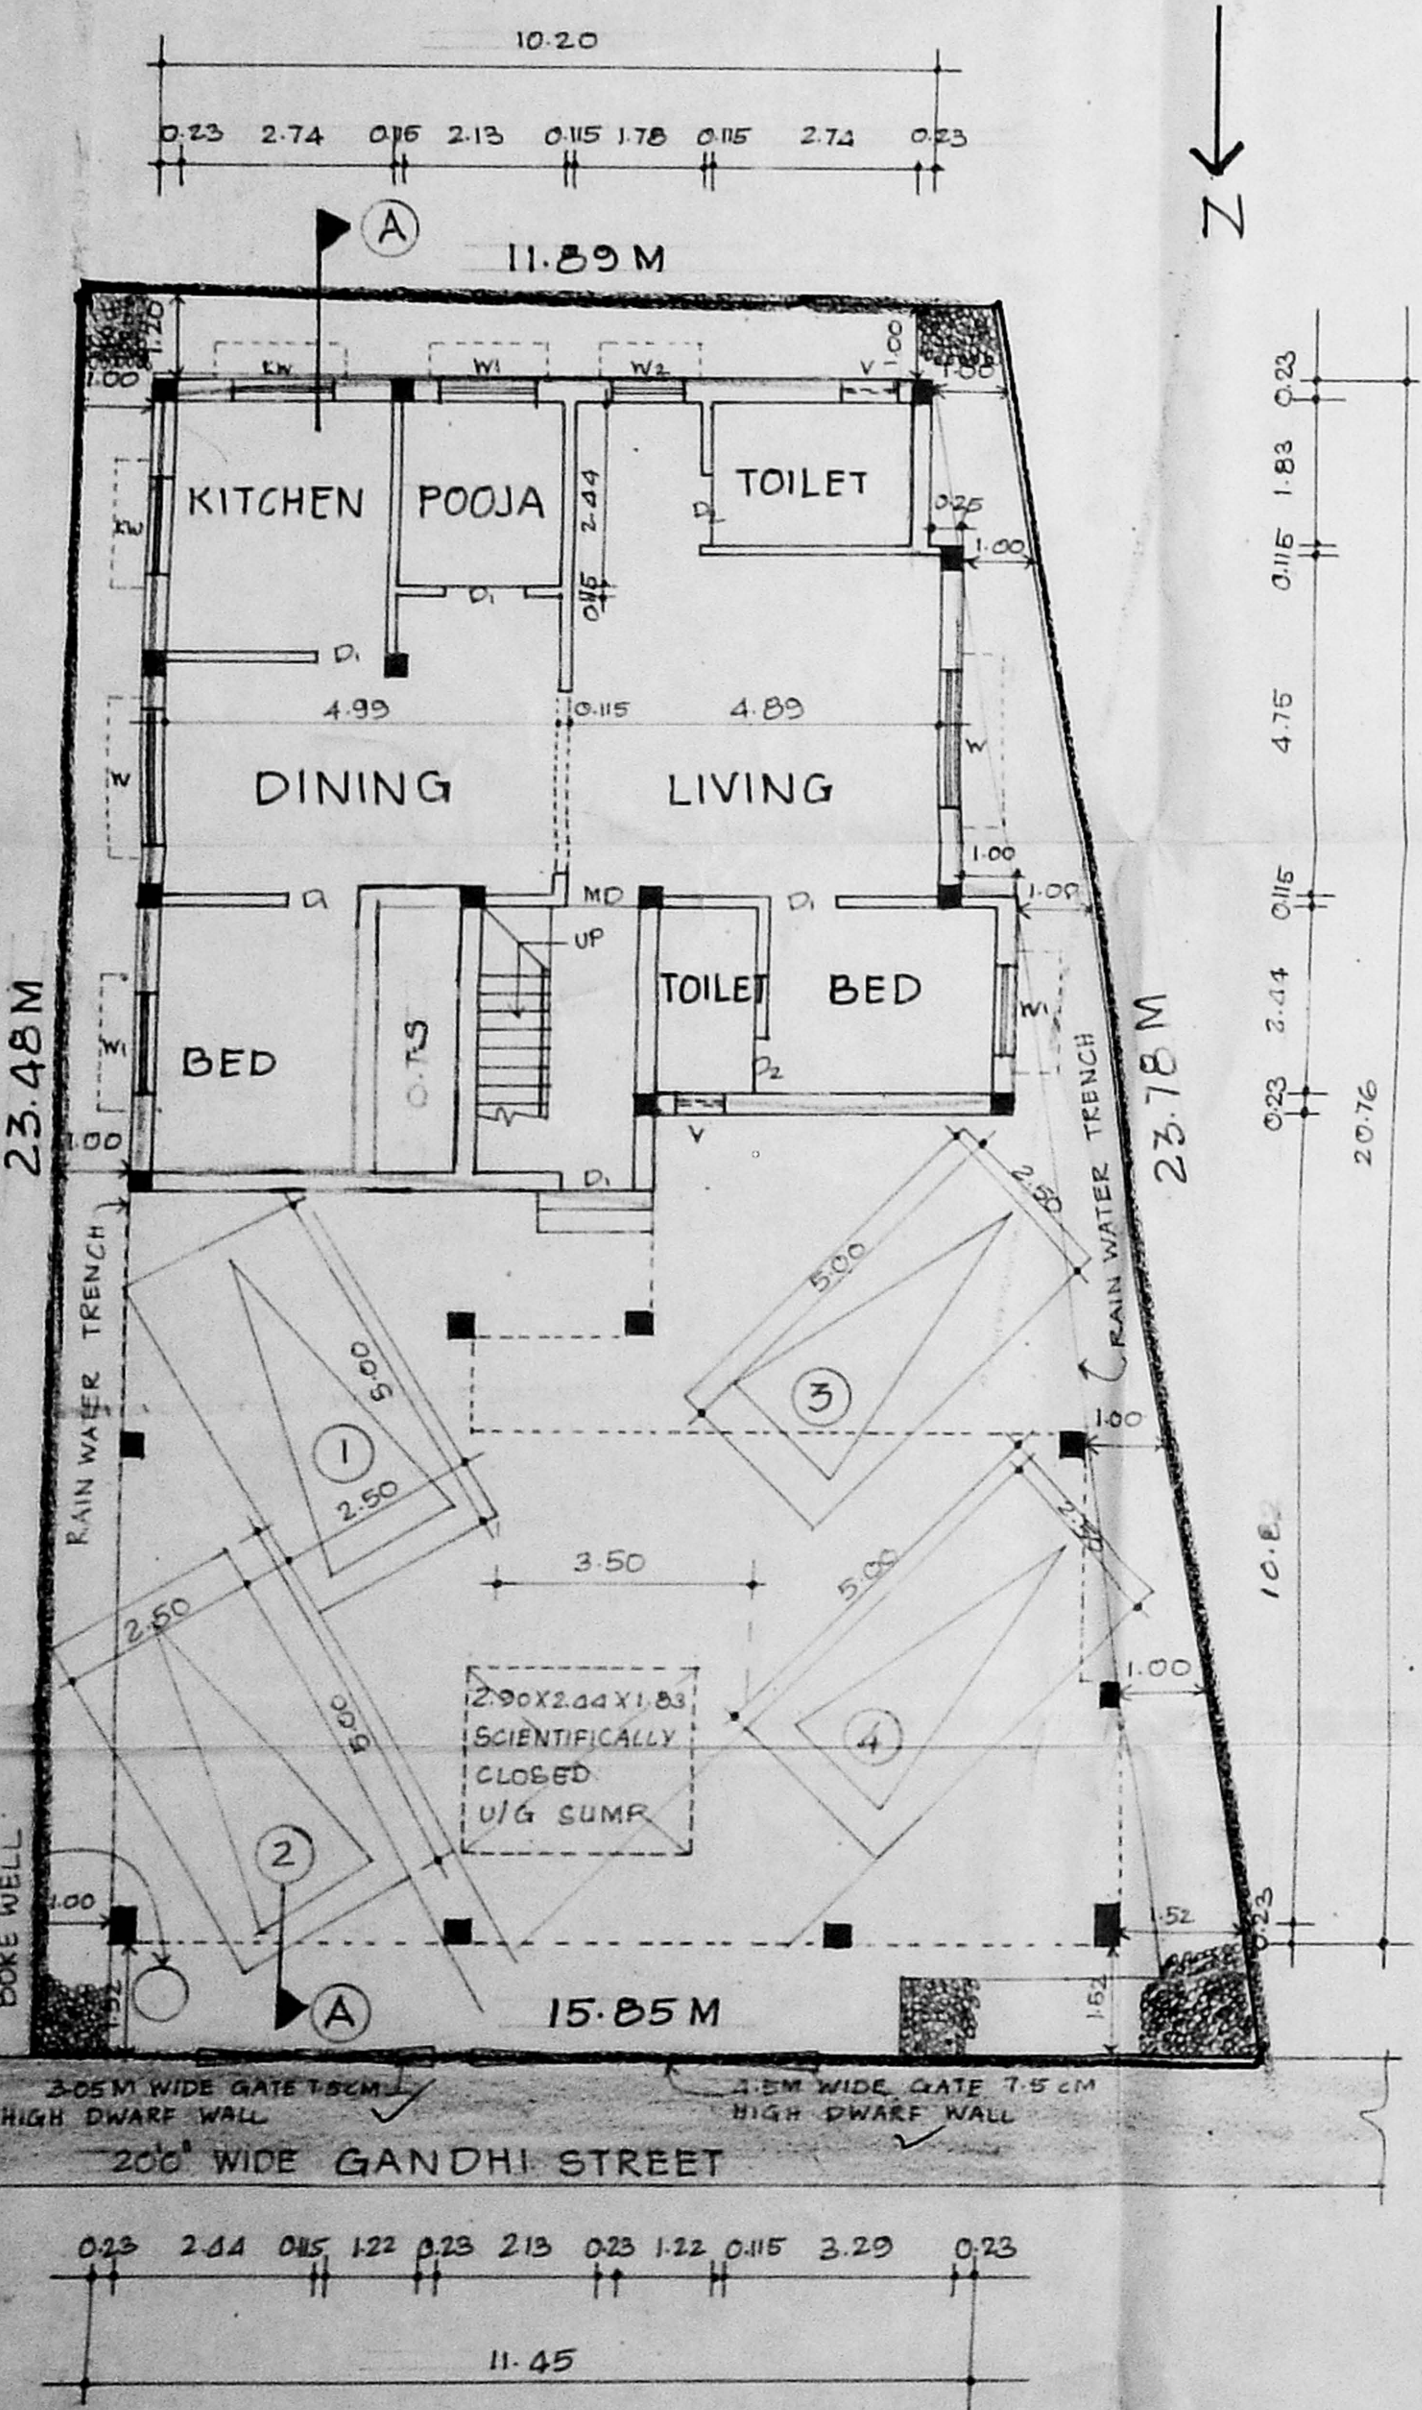 10.20
0.23 2.74 0.115 2.13 0.115 1.78 0.115 2.74 0.23
A
11.89 M
N
1.20
1.00
KW
W1
W2
V
1.00
1.00
KITCHEN
POOJA
2.44
TOILET
D2
KW
0.25
1.00
D1
0.115
D1
4.99
0.115
4.89
W
W
DINING
LIVING
1.00
MD
D1
1.00
UP
TOILET
BED
W1
BED
O.T.S
W1
D2
V
1.00
D1
23.48 M
23.78 M
RAIN WATER TRENCH
RAIN WATER TRENCH
0.23
1.83
0.115
4.75
0.115
2.44
0.23
20.76
0.23
5.00
2.50
1
5.00
2.50
3
1.00
3.50
5.00
2.50
5.00
2
4
1.00
2.90X2.44X1.83
SCIENTIFICALLY
CLOSED
U/G SUMP
BORE WELL
1.00
1.52
1.52
1.52
A
15.85 M
3.05M WIDE GATE 7.5CM
HIGH DWARF WALL
4.5M WIDE GATE 7.5 CM
HIGH DWARF WALL
20'0" WIDE GANDHI STREET
0.23 2.44 0.115 1.22 0.23 2.13 0.23 1.22 0.115 3.29 0.23
11.45